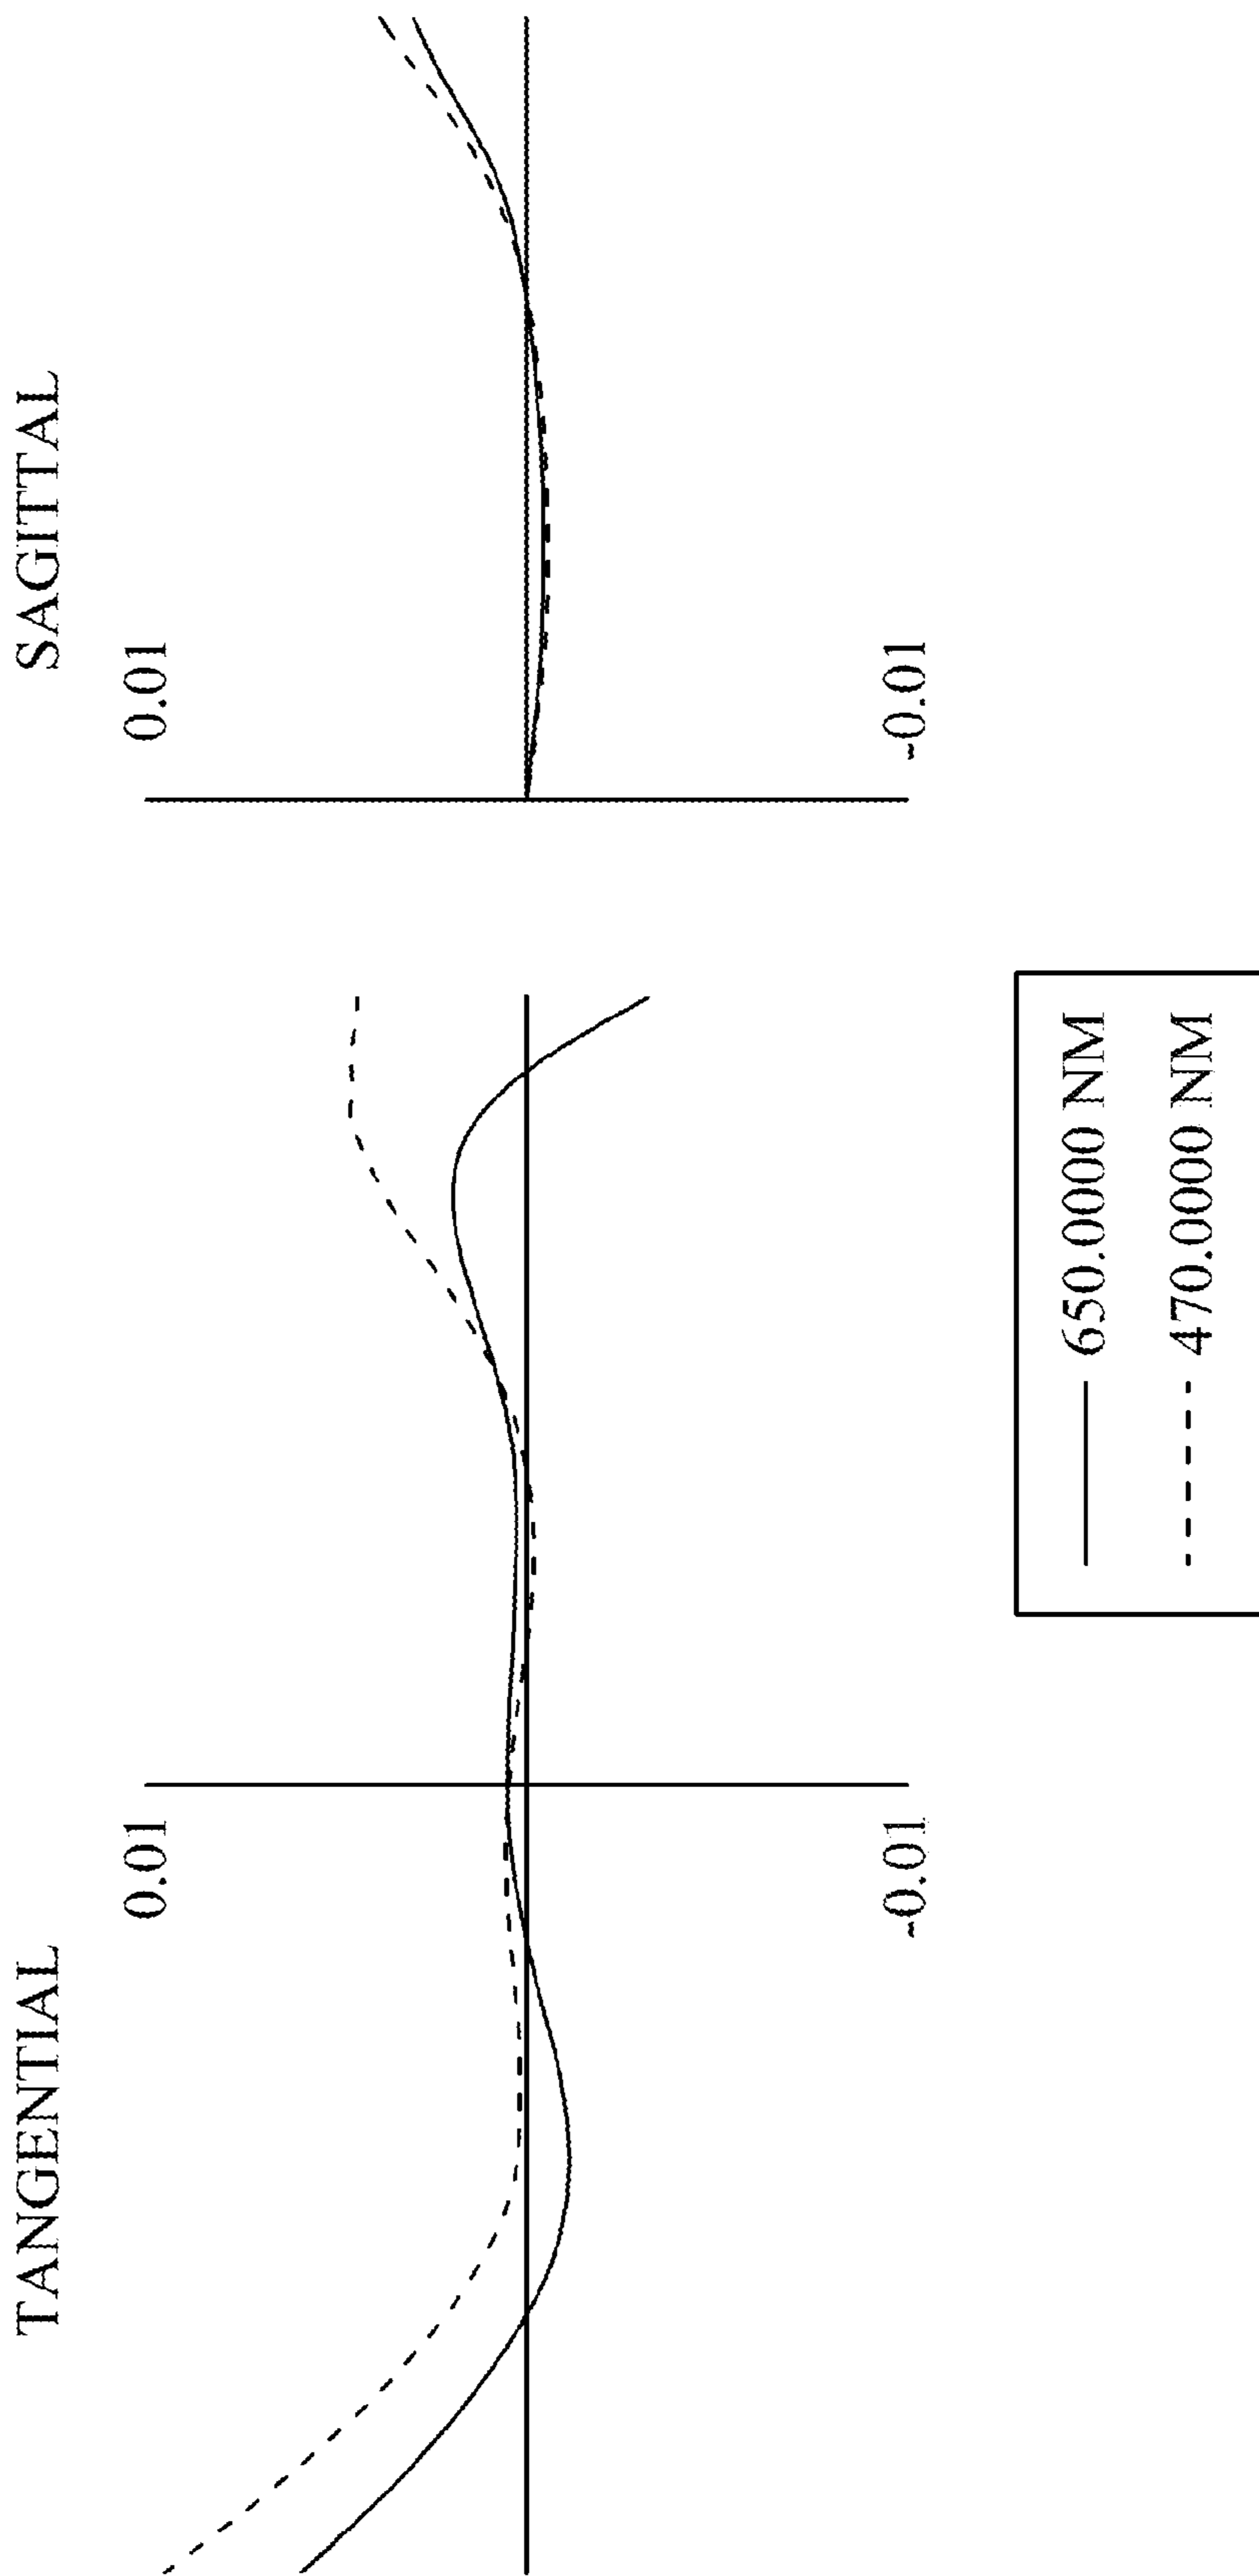 TANGENTIAL
0.01
-0.01
SAGITTAL
0.01
-0.01
650.0000 NM
470.0000 NM